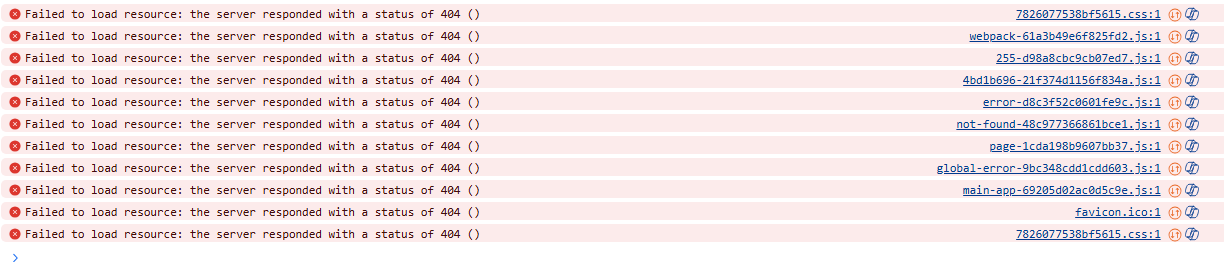 Failed to load resource: the server responded with a status of 404 () 7826077538bf5615.css:1
Failed to load resource: the server responded with a status of 404 () webpack-61a3b49e6f825fd2.js:1
Failed to load resource: the server responded with a status of 404 () 255-d98a8cbc9cb07ed7.js:1
Failed to load resource: the server responded with a status of 404 () 4bd1b696-21f374d1156f834a.js:1
Failed to load resource: the server responded with a status of 404 () error-d8c3f52c0601fe9c.js:1
Failed to load resource: the server responded with a status of 404 () not-found-48c977366861bce1.js:1
Failed to load resource: the server responded with a status of 404 () page-1cda198b9607bb37.js:1
Failed to load resource: the server responded with a status of 404 () global-error-9bc348cdd1cdd603.js:1
Failed to load resource: the server responded with a status of 404 () main-app-69205d02ac0d5c9e.js:1
Failed to load resource: the server responded with a status of 404 () favicon.ico:1
Failed to load resource: the server responded with a status of 404 () 7826077538bf5615.css:1